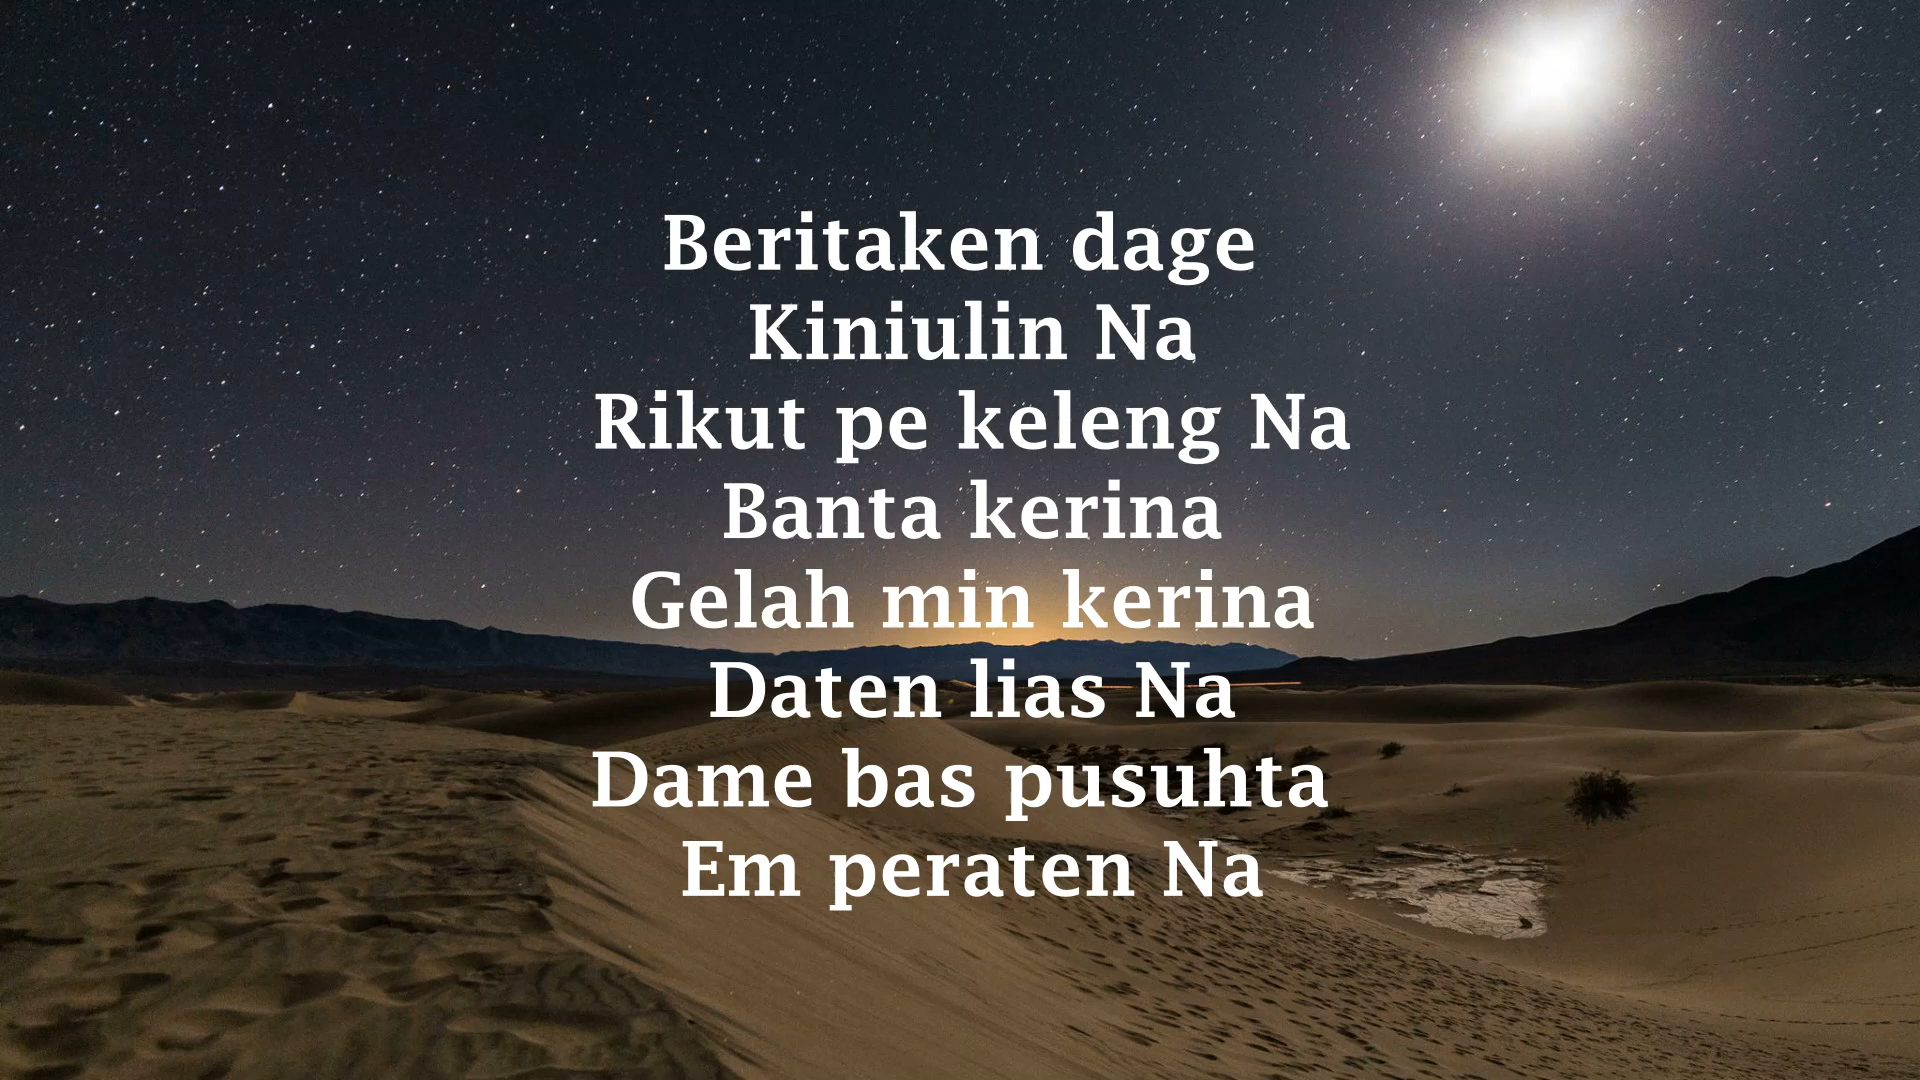 Beritaken dage
Kiniulin Na
Rikut pe keleng Na
Banta kerina
Gelah min kerina
Daten lias Na
Dame bas pusuhta
Em peraten Na